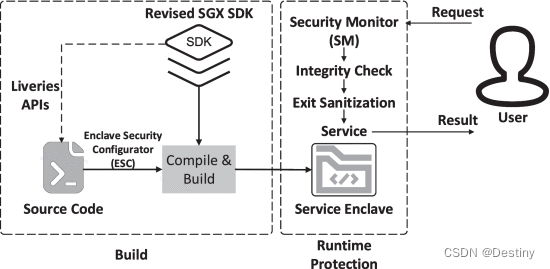 Revised SGX SDK
SDK
Liveries
APIs
Enclave Security
Configurator
(ESC)
Source Code
Compile &
Build
Build
Security Monitor
(SM)
Integrity Check
Exit Sanitization
Service
Service Enclave
Runtime
Protection
Request
Result
User
CSDN @Destiny